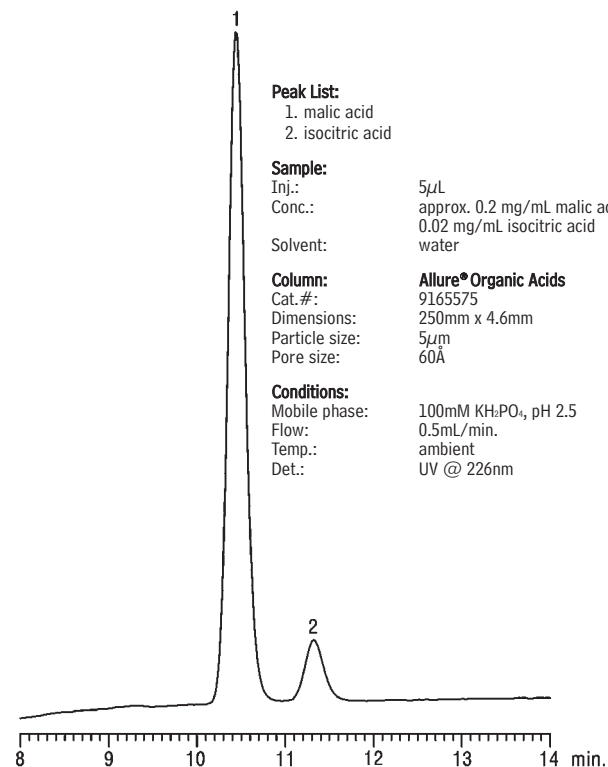 1
Peak List:
1. malic acid
2. isocitric acid
Sample:
Inj.: 5µL
Conc.: approx. 0.2 mg/mL malic
0.02 mg/mL isocitric acid
Solvent: water
Column: Allure® Organic Acids
Cat.#: 9165575
Dimensions: 250mm x 4.6mm
Particle size: 5µm
Pore size: 60Å
Conditions:
Mobile phase: 100mM KH₂PO₄, pH 2.5
Flow: 0.5mL/min.
Temp.: ambient
Det.: UV @ 226nm
2
8 9 10 11 12 13 14 min.